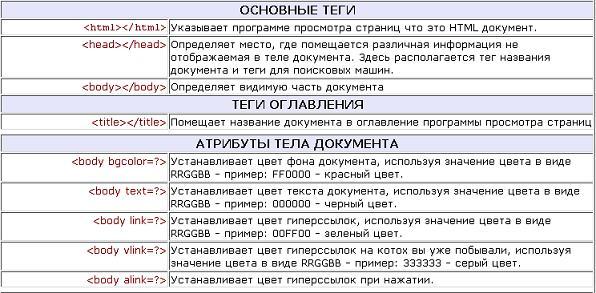 ОСНОВНЫЕ ТЕГИ
<html></html> Указывает программе просмотра страниц что это HTML документ.
<head></head> Определяет место, где помещается различная информация не
отображаемая в теле документа. Здесь располагается тег названия
документа и теги для поисковых машин.
<body></body> Определяет видимую часть документа
ТЕГИ ОГЛАВЛЕНИЯ
<title></title> Помещает название документа в оглавление программы просмотра страниц
АТРИБУТЫ ТЕЛА ДОКУМЕНТА
<body bgcolor=?> Устанавливает цвет фона документа, используя значение цвета в виде
RRGGBB - пример: FF0000 - красный цвет.
<body text=?> Устанавливает цвет текста документа, используя значение цвета в виде
RRGGBB - пример: 000000 - черный цвет.
<body link=?> Устанавливает цвет гиперссылок, используя значение цвета в виде
RRGGBB - пример: 00FF00 - зеленый цвет.
<body vlink=?> Устанавливает цвет гиперссылок на котох вы уже побывали, используя
значение цвета в виде RRGGBB - пример: 333333 - серый цвет.
<body alink=?> Устанавливает цвет гиперссылок при нажатии.